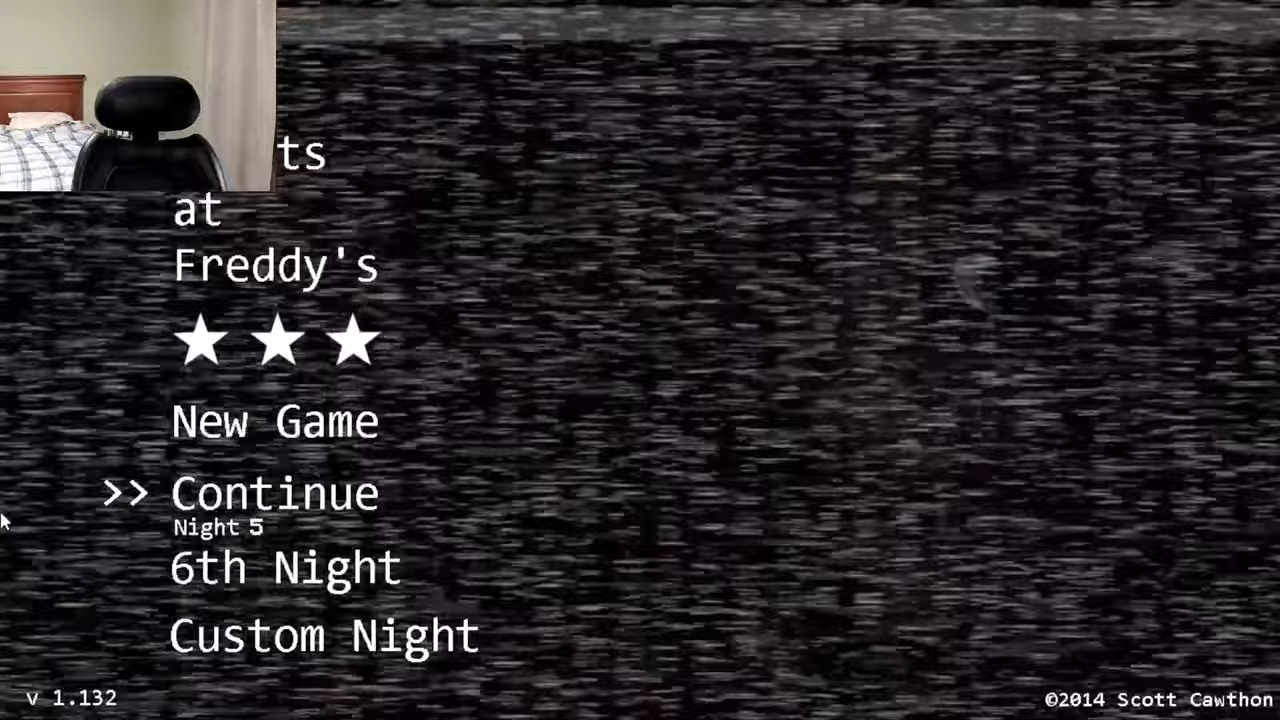 ts
at
Freddy's
★ ★ ★
New Game
>> Continue
Night 5
6th Night
Custom Night
v 1.132
©2014 Scott Cawthon